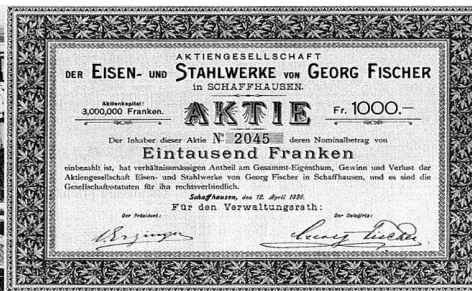 AKTIENGESELLSCHAFT
DER EISEN- UND STAHLWERKE VON GEORG FISCHER
in SCHAFFHAUSEN.
Aktienkapital:
3,000,000 Franken.
AKTIE
Fr. 1000.—
Der Inhaber dieser Aktie No 2045 deren Nominalbetrag von
Eintausend Franken
einbezahlt ist, hat verhältnissmässigen Antheil am Gesammt-Eigenthum, Gewinn und Verlust der
Aktiengesellschaft Eisen- und Stahlwerke von Georg Fischer in Schaffhausen, und es sind die
Gesellschaftsstatuten für ihn rechtsverbindlich.
Schaffhausen, den 12. April 1896.
Für den Verwaltungsrath:
Der Präsident:
Der Delegirte:
Georg Fischer